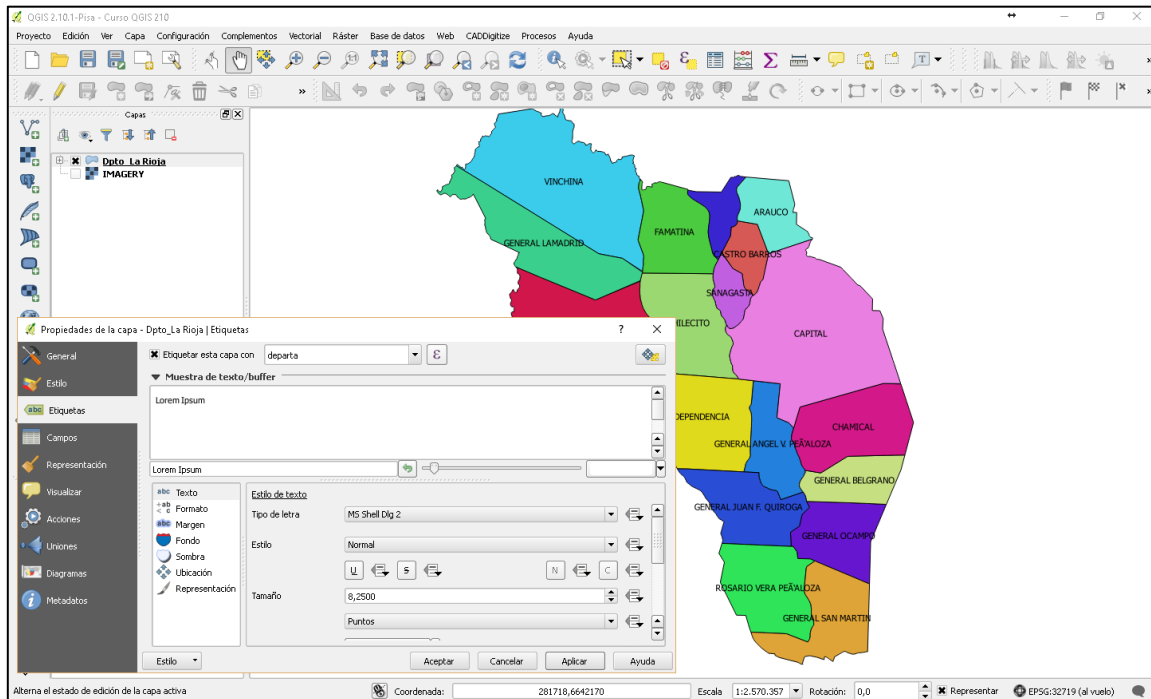 QGIS 2.10.1-Pisa - Curso QGIS 210
Proyecto Edición Ver Capa Configuración Complementos Vectorial Ráster Base de datos Web CADDigitize Procesos Ayuda
Capas
Dpto_La Rioja
IMAGERY
VINCHINA
ARAUCO
FAMATINA
GENERAL LAMADRID
CASTRO BARROS
SANAGASTA
HILECITO
CAPITAL
DEPENDENCIA
CHAMICAL
GENERAL ANGEL V. PEÃ‘ALOZA
GENERAL BELGRANO
GENERAL JUAN F. QUIROGA
GENERAL OCAMPO
ROSARIO VERA PEÃ‘ALOZA
GENERAL SAN MARTIN
Propiedades de la capa - Dpto_La Rioja | Etiquetas
General
Estilo
Etiquetas
Campos
Representación
Visualizar
Acciones
Uniones
Diagramas
Metadatos
Etiquetar esta capa con departa
Muestra de texto/buffer
Lorem Ipsum
Lorem Ipsum
Texto
Formato
Margen
Fondo
Sombra
Ubicación
Representación
Estilo de texto
Tipo de letra MS Shell Dlg 2
Estilo Normal
U S N C
Tamaño 8,2500
Puntos
Estilo Aceptar Cancelar Aplicar Ayuda
Alterna el estado de edición de la capa activa Coordenada: 281718,6642170 Escala 1:2.570.357 Rotación: 0,0 Representar EPSG:32719 (al vuelo)